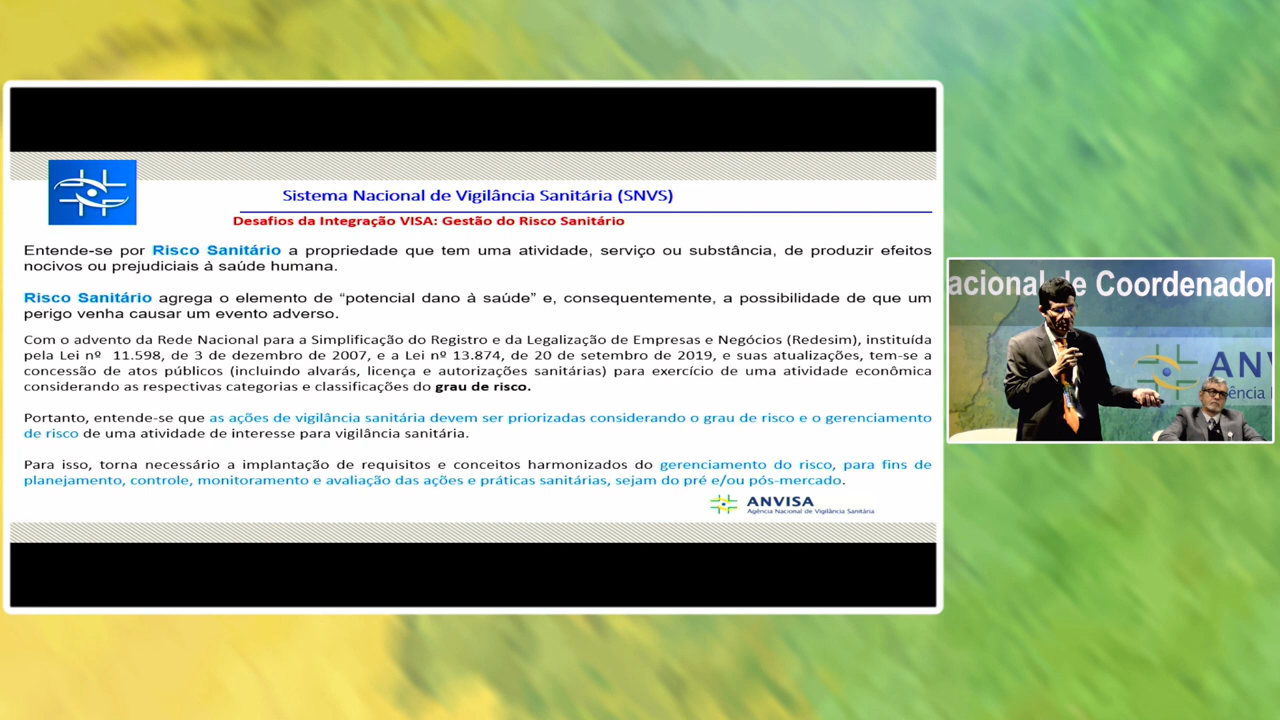 Sistema Nacional de Vigilância Sanitária (SNVS)
Desafios da Integração VISA: Gestão do Risco Sanitário
Entende-se por Risco Sanitário a propriedade que tem uma atividade, serviço ou substância, de produzir efeitos
nocivos ou prejudiciais à saúde humana.
Risco Sanitário agrega o elemento de “potencial dano à saúde” e, consequentemente, a possibilidade de que um
perigo venha causar um evento adverso.
Com o advento da Rede Nacional para a Simplificação do Registro e da Legalização de Empresas e Negócios (Redesim), instituída
pela Lei nº 11.598, de 3 de dezembro de 2007, e a Lei nº 13.874, de 20 de setembro de 2019, e suas atualizações, tem-se a
concessão de atos públicos (incluindo alvarás, licença e autorizações sanitárias) para exercício de uma atividade econômica
considerando as respectivas categorias e classificações do grau de risco.
Portanto, entende-se que as ações de vigilância sanitária devem ser priorizadas considerando o grau de risco e o gerenciamento
de risco de uma atividade de interesse para vigilância sanitária.
Para isso, torna necessário a implantação de requisitos e conceitos harmonizados do gerenciamento do risco, para fins de
planejamento, controle, monitoramento e avaliação das ações e práticas sanitárias, sejam do pré e/ou pós-mercado.
ANVISA
Agência Nacional de Vigilância Sanitária
acional de Coordenador
ANV
gência Na